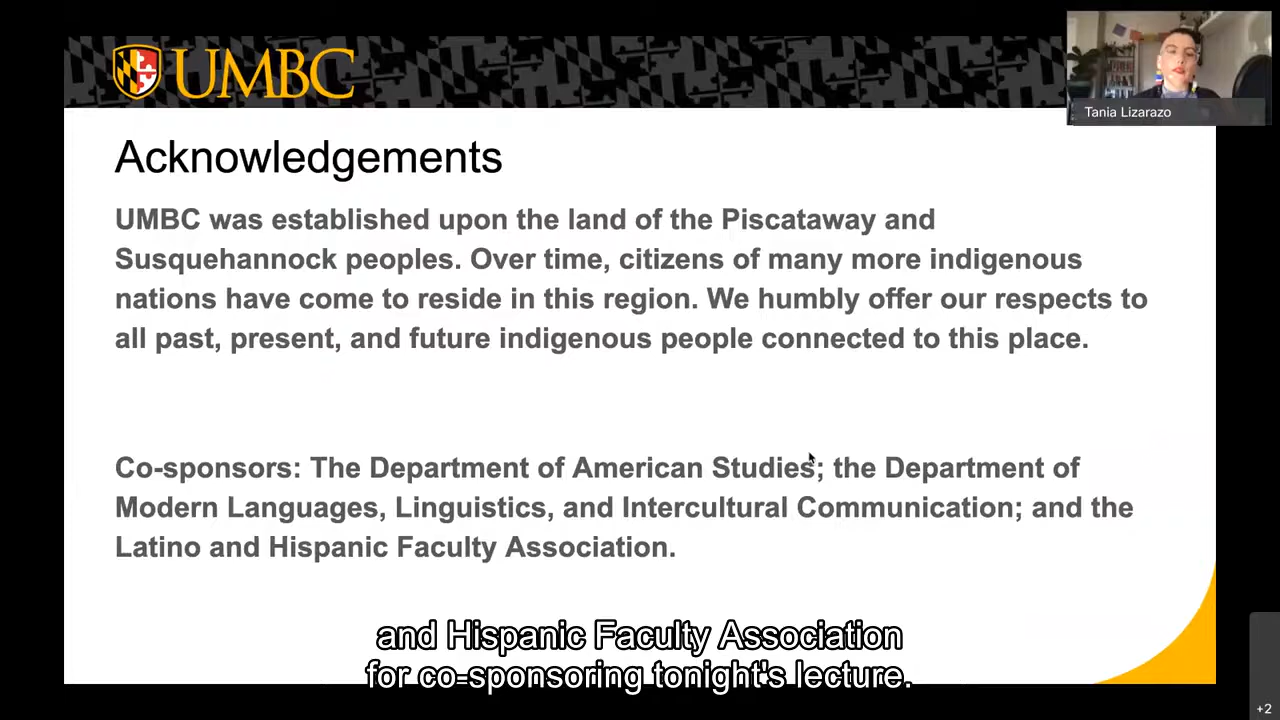 UMBC
Tania Lizarazo
Acknowledgements
UMBC was established upon the land of the Piscataway and
Susquehannock peoples. Over time, citizens of many more indigenous
nations have come to reside in this region. We humbly offer our respects to
all past, present, and future indigenous people connected to this place.
Co-sponsors: The Department of American Studies; the Department of
Modern Languages, Linguistics, and Intercultural Communication; and the
Latino and Hispanic Faculty Association.
and Hispanic Faculty Association
for co-sponsoring tonight's lecture.
+2